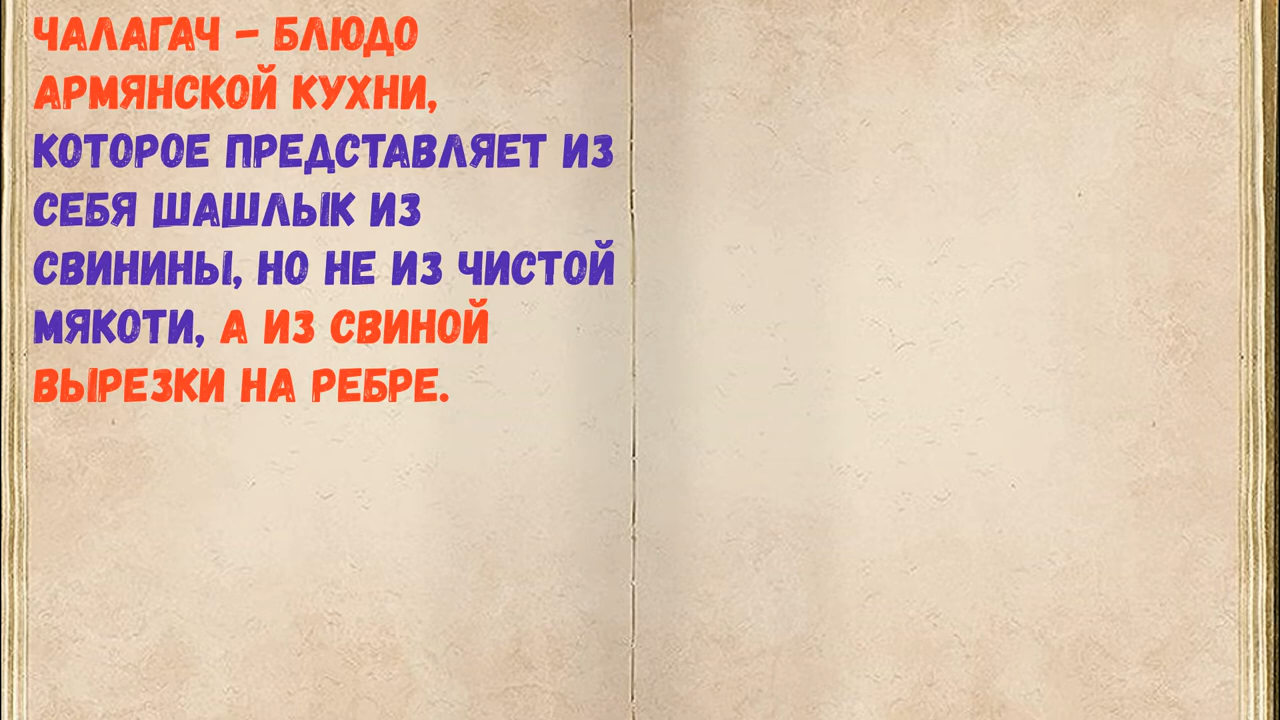 ЧАЛАГАЧ – БЛЮДО
АРМЯНСКОЙ КУХНИ,
КОТОРОЕ ПРЕДСТАВЛЯЕТ ИЗ
СЕБЯ ШАШЛЫК ИЗ
СВИНИНЫ, НО НЕ ИЗ ЧИСТОЙ
МЯКОТИ, А ИЗ СВИНОЙ
ВЫРЕЗКИ НА РЕБРЕ.